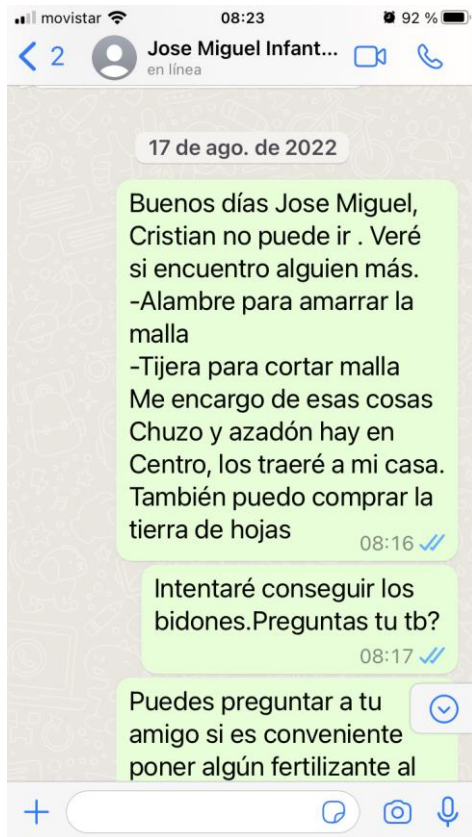 movistar 08:23 92 %
2 Jose Miguel Infant...
en línea
17 de ago. de 2022
Buenos días Jose Miguel,
Cristian no puede ir . Veré
si encuentro alguien más.
-Alambre para amarrar la
malla
-Tijera para cortar malla
Me encargo de esas cosas
Chuzo y azadón hay en
Centro, los traeré a mi casa.
También puedo comprar la
tierra de hojas
08:16
Intentaré conseguir los
bidones.Preguntas tu tb?
08:17
Puedes preguntar a tu
amigo si es conveniente
poner algún fertilizante al